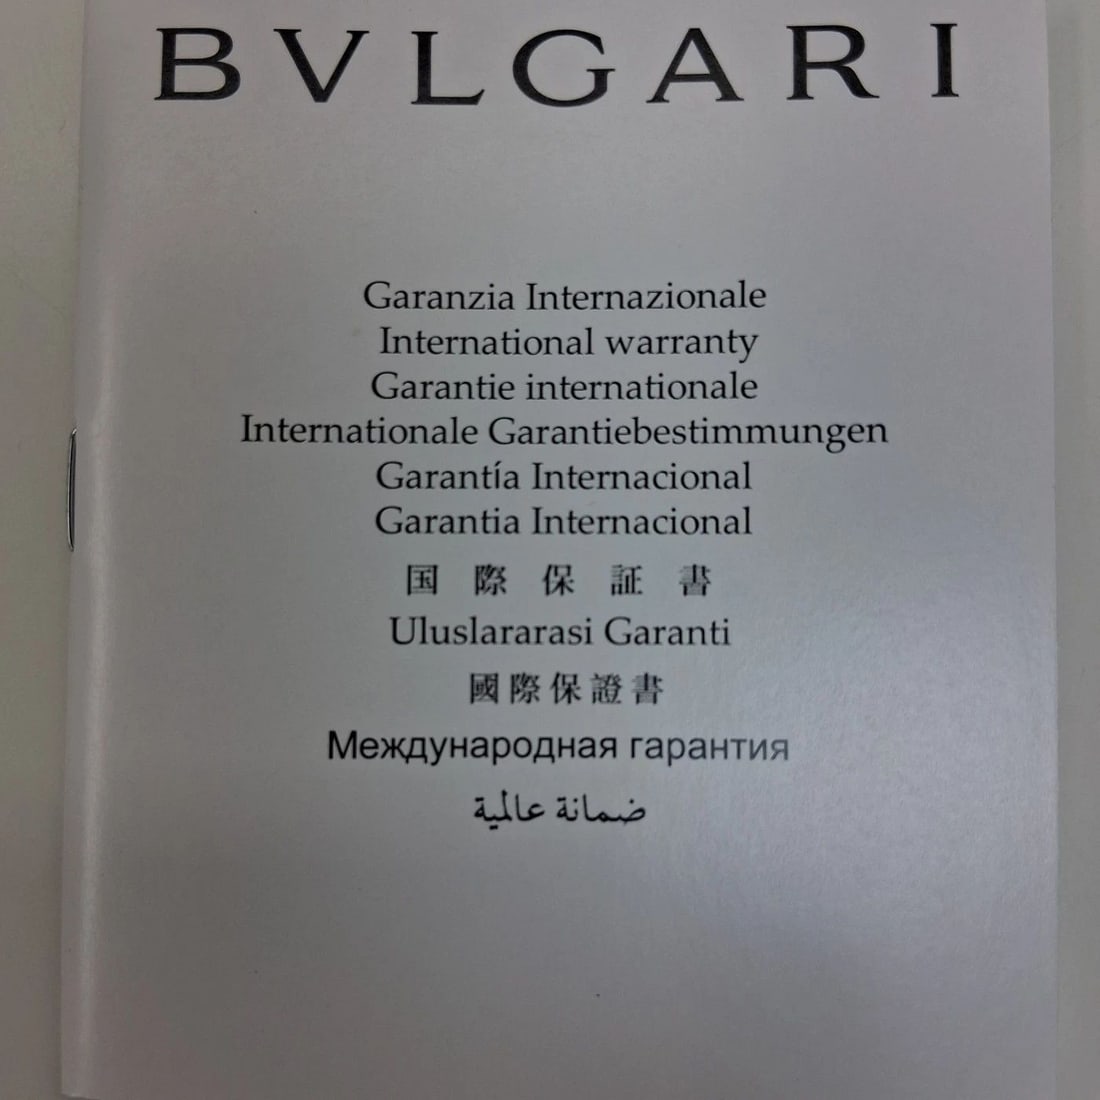 BVLGARI
Garanzia Internazionale
International warranty
Garantie internationale
Internationale Garantiebestimmungen
Garantía Internacional
Garantia Internacional
国際保証書
Uluslararasi Garanti
國際保證書
Международная гарантия
ضمانة عالمية